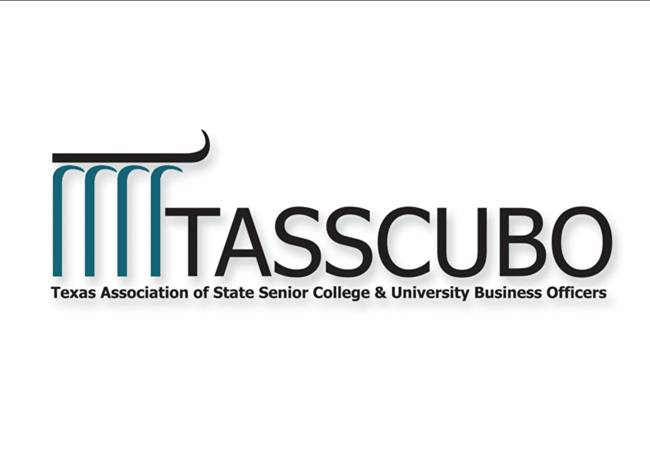 TASSCUBO
Texas Association of State Senior College & University Business Officers